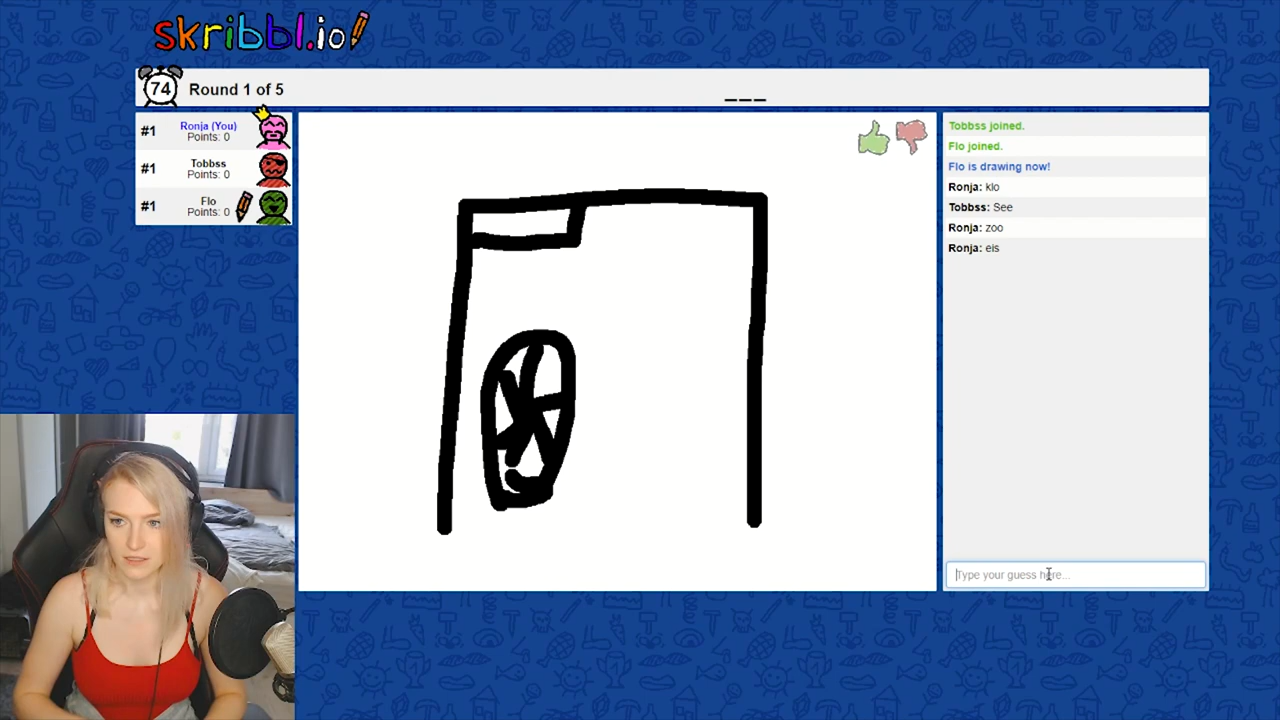 skribbl.io!
74
Round 1 of 5
___
#1
Ronja (You)
Points: 0
#1
Tobbss
Points: 0
#1
Flo
Points: 0
Tobbss joined.
Flo joined.
Flo is drawing now!
Ronja: klo
Tobbss: See
Ronja: zoo
Ronja: eis
Type your guess here...